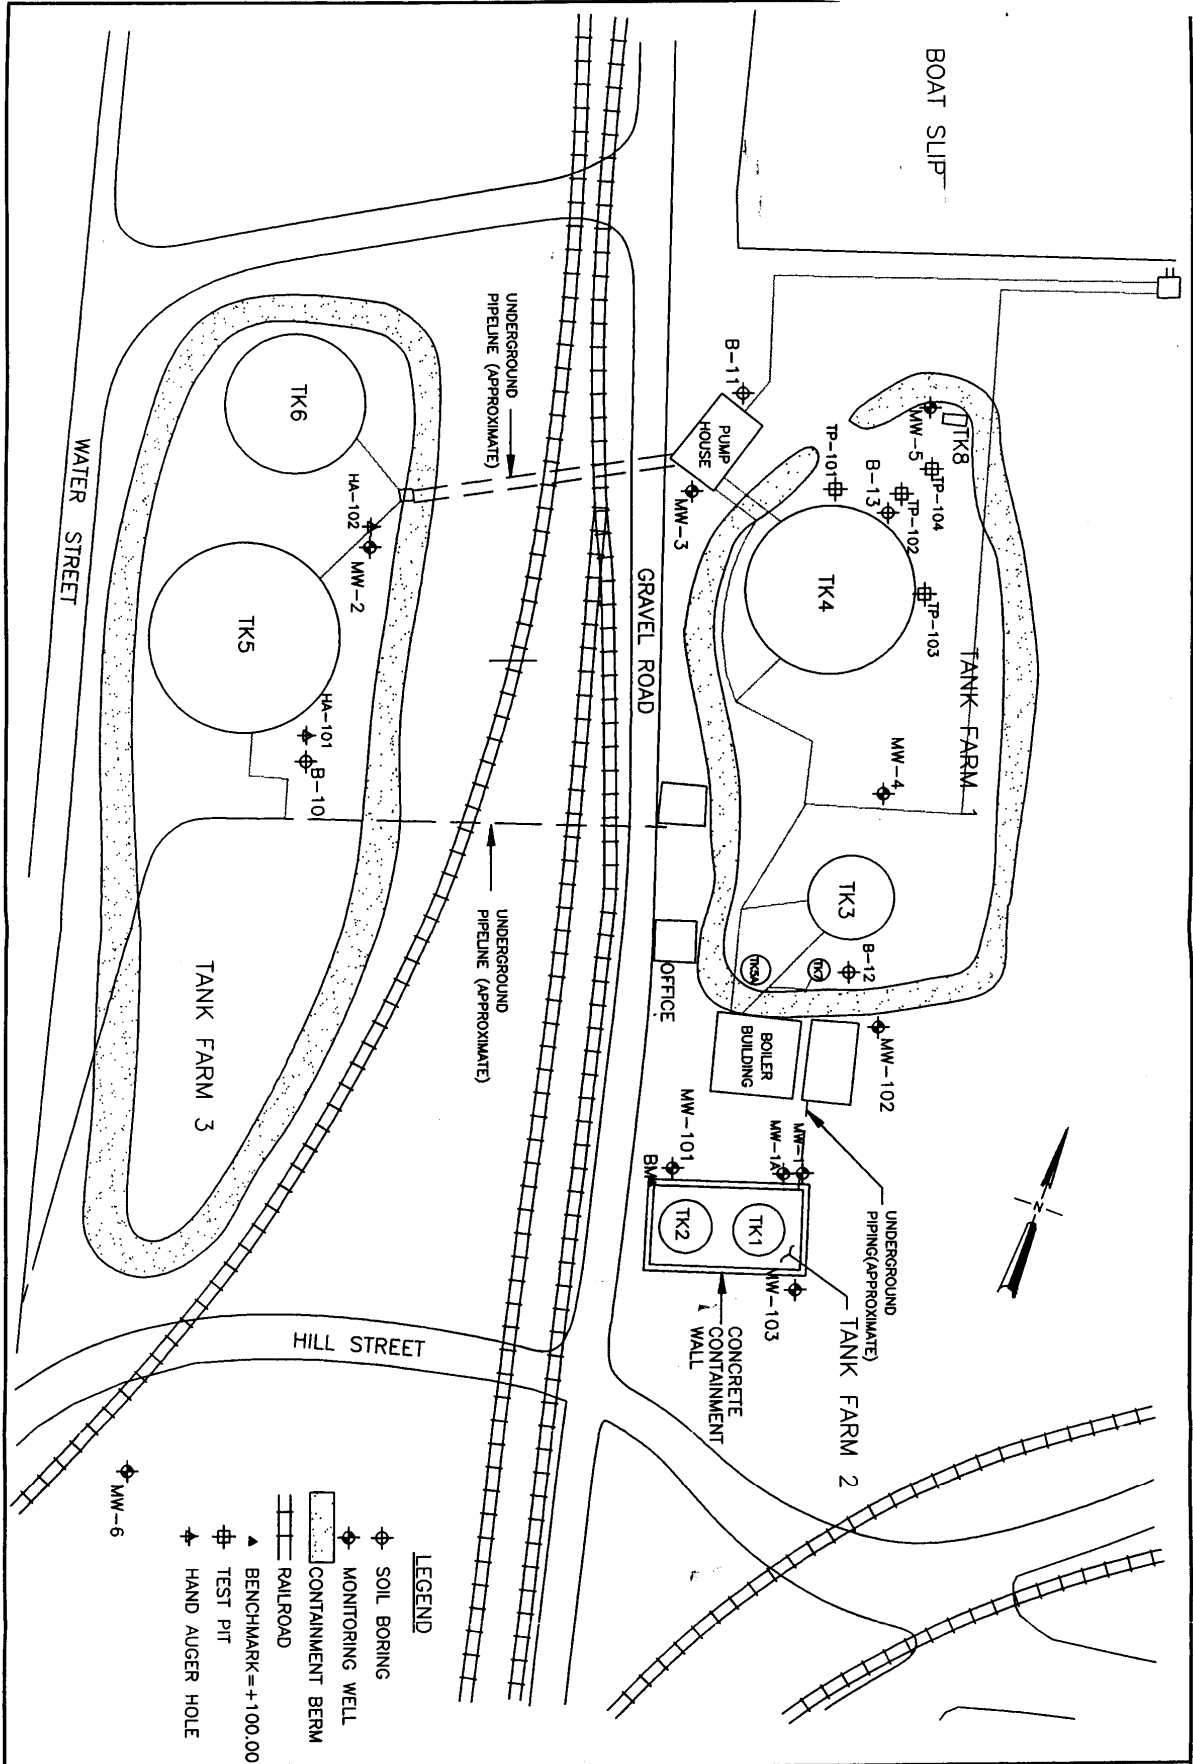 BOAT SLIP
TANK FARM 1
TK8
MW-5
TP-104
TP-102
B-13
TP-101
TP-103
TK4
MW-4
TK3
B-12
TK7
TK5A
B-11
PUMP
HOUSE
MW-3
GRAVEL ROAD
OFFICE
BOILER
BUILDING
MW-102
UNDERGROUND
PIPING(APPROXIMATE)
TANK FARM 2
MW-1
MW-1A
MW-101
BM
TK1
TK2
MW-103
CONCRETE
CONTAINMENT
WALL
N
UNDERGROUND
PIPELINE (APPROXIMATE)
UNDERGROUND
PIPELINE (APPROXIMATE)
TK6
HA-102
MW-2
TK5
HA-101
B-10
TANK FARM 3
WATER STREET
HILL STREET
MW-6
LEGEND
SOIL BORING
MONITORING WELL
CONTAINMENT BERM
RAILROAD
BENCHMARK=+100.00
TEST PIT
HAND AUGER HOLE